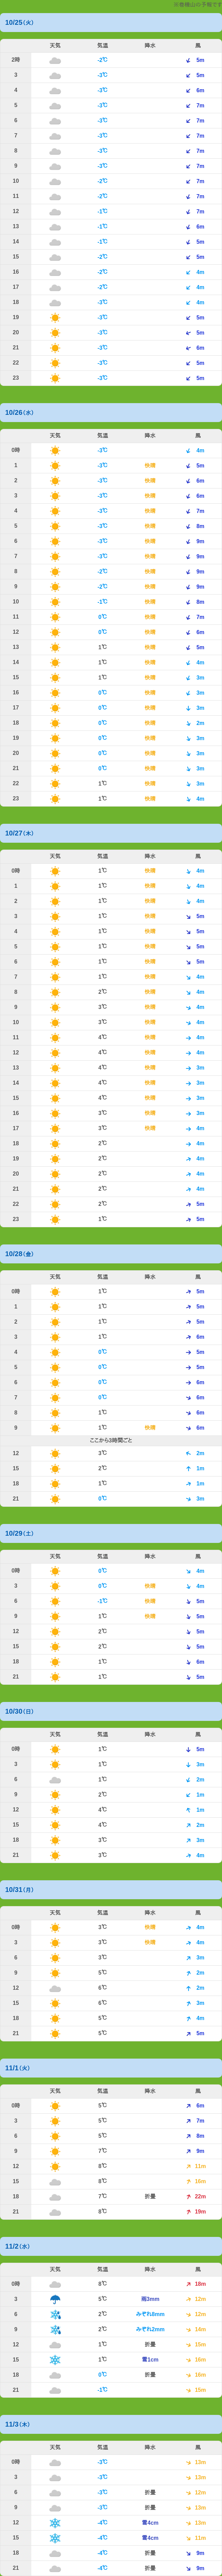 10/25(火)
天気 気温 降水 風
2時 -2℃ 5m
3 -3℃ 5m
4 -3℃ 6m
5 -3℃ 7m
6 -3℃ 7m
7 -3℃ 7m
8 -3℃ 7m
9 -3℃ 7m
10 -2℃ 7m
11 -2℃ 7m
12 -1℃ 7m
13 -1℃ 6m
14 -1℃ 5m
15 -2℃ 5m
16 -2℃ 4m
17 -2℃ 4m
18 -3℃ 4m
19 -3℃ 5m
20 -3℃ 5m
21 -3℃ 6m
22 -3℃ 5m
23 -3℃ 5m
10/26(水)
天気 気温 降水 風
0時 -3℃ 4m
1 -3℃ 快晴 5m
2 -3℃ 快晴 6m
3 -3℃ 快晴 6m
4 -3℃ 快晴 7m
5 -3℃ 快晴 8m
6 -3℃ 快晴 9m
7 -3℃ 快晴 9m
8 -2℃ 快晴 9m
9 -2℃ 快晴 9m
10 -1℃ 快晴 8m
11 0℃ 快晴 7m
12 0℃ 快晴 6m
13 1℃ 快晴 5m
14 1℃ 快晴 4m
15 1℃ 快晴 3m
16 0℃ 快晴 3m
17 0℃ 快晴 3m
18 0℃ 快晴 2m
19 0℃ 快晴 3m
20 0℃ 快晴 3m
21 0℃ 快晴 3m
22 1℃ 快晴 3m
23 1℃ 快晴 4m
10/27(木)
天気 気温 降水 風
0時 1℃ 快晴 4m
1 1℃ 快晴 4m
2 1℃ 快晴 4m
3 1℃ 快晴 5m
4 1℃ 快晴 5m
5 1℃ 快晴 5m
6 1℃ 快晴 5m
7 1℃ 快晴 4m
8 2℃ 快晴 4m
9 3℃ 快晴 4m
10 3℃ 快晴 4m
11 4℃ 快晴 4m
12 4℃ 快晴 4m
13 4℃ 快晴 3m
14 4℃ 快晴 3m
15 4℃ 快晴 3m
16 3℃ 快晴 3m
17 3℃ 快晴 4m
18 2℃ 4m
19 2℃ 4m
20 2℃ 4m
21 2℃ 4m
22 2℃ 5m
23 1℃ 5m
10/28(金)
天気 気温 降水 風
0時 1℃ 5m
1 1℃ 5m
2 1℃ 5m
3 1℃ 6m
4 0℃ 5m
5 0℃ 5m
6 0℃ 6m
7 0℃ 6m
8 1℃ 6m
9 1℃ 快晴 6m
ここから3時間ごと
12 3℃ 2m
15 2℃ 1m
18 1℃ 1m
21 0℃ 3m
10/29(土)
天気 気温 降水 風
0時 0℃ 4m
3 0℃ 快晴 4m
6 -1℃ 快晴 5m
9 1℃ 快晴 5m
12 2℃ 5m
15 2℃ 5m
18 1℃ 6m
21 1℃ 5m
10/30(日)
天気 気温 降水 風
0時 1℃ 5m
3 1℃ 3m
6 1℃ 2m
9 2℃ 1m
12 4℃ 1m
15 4℃ 2m
18 3℃ 3m
21 3℃ 4m
10/31(月)
天気 気温 降水 風
0時 3℃ 快晴 4m
3 3℃ 快晴 4m
6 3℃ 3m
9 5℃ 2m
12 6℃ 2m
15 6℃ 3m
18 5℃ 4m
21 5℃ 5m
11/1(火)
天気 気温 降水 風
0時 5℃ 6m
3 5℃ 7m
6 5℃ 8m
9 7℃ 9m
12 8℃ 11m
15 8℃ 16m
18 7℃ 折曇 22m
21 8℃ 19m
11/2(水)
天気 気温 降水 風
0時 8℃ 18m
3 5℃ 雨3mm 12m
6 2℃ みぞれ8mm 12m
9 2℃ みぞれ2mm 14m
12 1℃ 折曇 15m
15 1℃ 雪1cm 16m
18 0℃ 折曇 16m
21 -1℃ 15m
11/3(木)
天気 気温 降水 風
0時 -3℃ 13m
3 -3℃ 13m
6 -3℃ 折曇 12m
9 -3℃ 折曇 13m
12 -4℃ 雪4cm 13m
15 -4℃ 雪4cm 11m
18 -4℃ 折曇 9m
21 -4℃ 折曇 9m